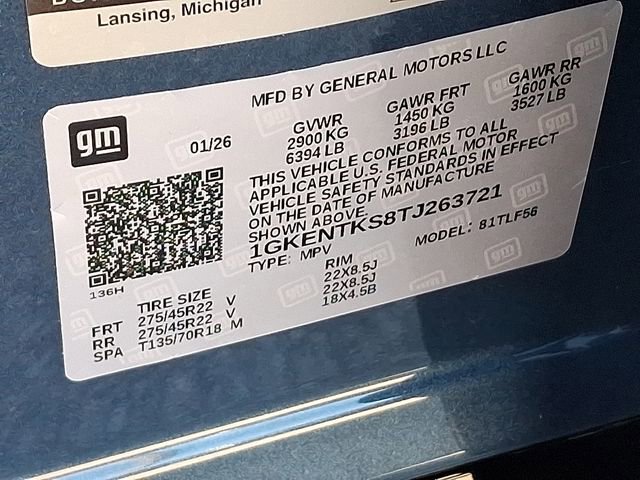 Lansing, Michigan
MFD BY GENERAL MOTORS LLC
gm
01/26
GVWR GAWR FRT GAWR RR
2900 KG 1450 KG 1600 KG
6394 LB 3196 LB 3527 LB
THIS VEHICLE CONFORMS TO ALL
APPLICABLE U.S. FEDERAL MOTOR
VEHICLE SAFETY STANDARDS IN EFFECT
ON THE DATE OF MANUFACTURE
SHOWN ABOVE.
1GKENTKS8TJ263721
TYPE: MPV MODEL: 81TLF56
136H
TIRE SIZE RIM
FRT 275/45R22 V 22X8.5J
RR 275/45R22 V 22X8.5J
SPA T135/70R18 M 18X4.5B